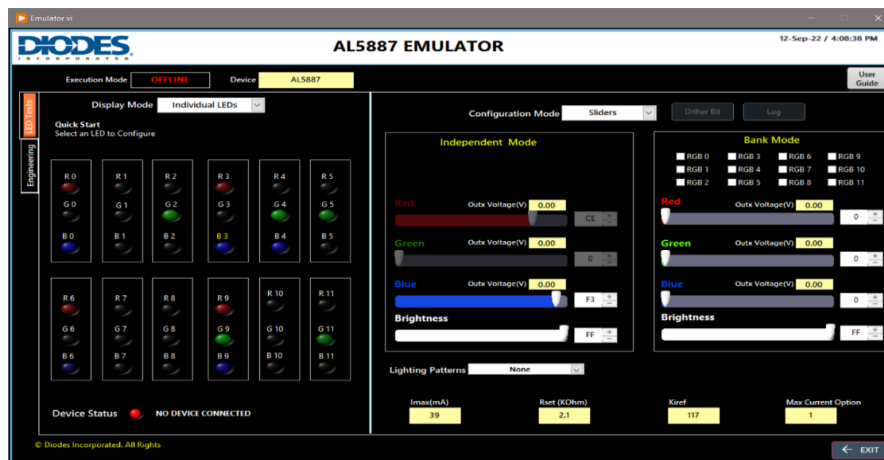 Emulator.vi
DIODES
INCORPORATED
AL5887 EMULATOR
12-Sep-22 / 4:08:38 PM
Execution Mode OFFLINE Device AL5887
User Guide
LED Tests
Engineering
Display Mode Individual LEDs
Quick Start
Select an LED to Configure
R 0 R 1 R 2 R 3 R 4 R 5
G 0 G 1 G 2 G 3 G 4 G 5
B 0 B 1 B 2 B 3 B 4 B 5
R 6 R 7 R 8 R 9 R 10 R 11
G 6 G 7 G 8 G 9 G 10 G 11
B 6 B 7 B 8 B 9 B 10 B 11
Device Status NO DEVICE CONNECTED
Configuration Mode Sliders Dither Bit Log
Independent Mode
Red Outx Voltage(V) 0.00
CE
Green Outx Voltage(V) 0.00
0
Blue Outx Voltage(V) 0.00
F3
Brightness
FF
Bank Mode
RGB 0 RGB 3 RGB 6 RGB 9
RGB 1 RGB 4 RGB 7 RGB 10
RGB 2 RGB 5 RGB 8 RGB 11
Red Outx Voltage(V) 0.00
0
Green Outx Voltage(V) 0.00
0
Blue Outx Voltage(V) 0.00
0
Brightness
FF
Lighting Patterns None
Imax(mA) Rset (KOhm) Kiref Max Current Option
39 2.1 117 1
© Diodes Incorporated. All Rights
EXIT